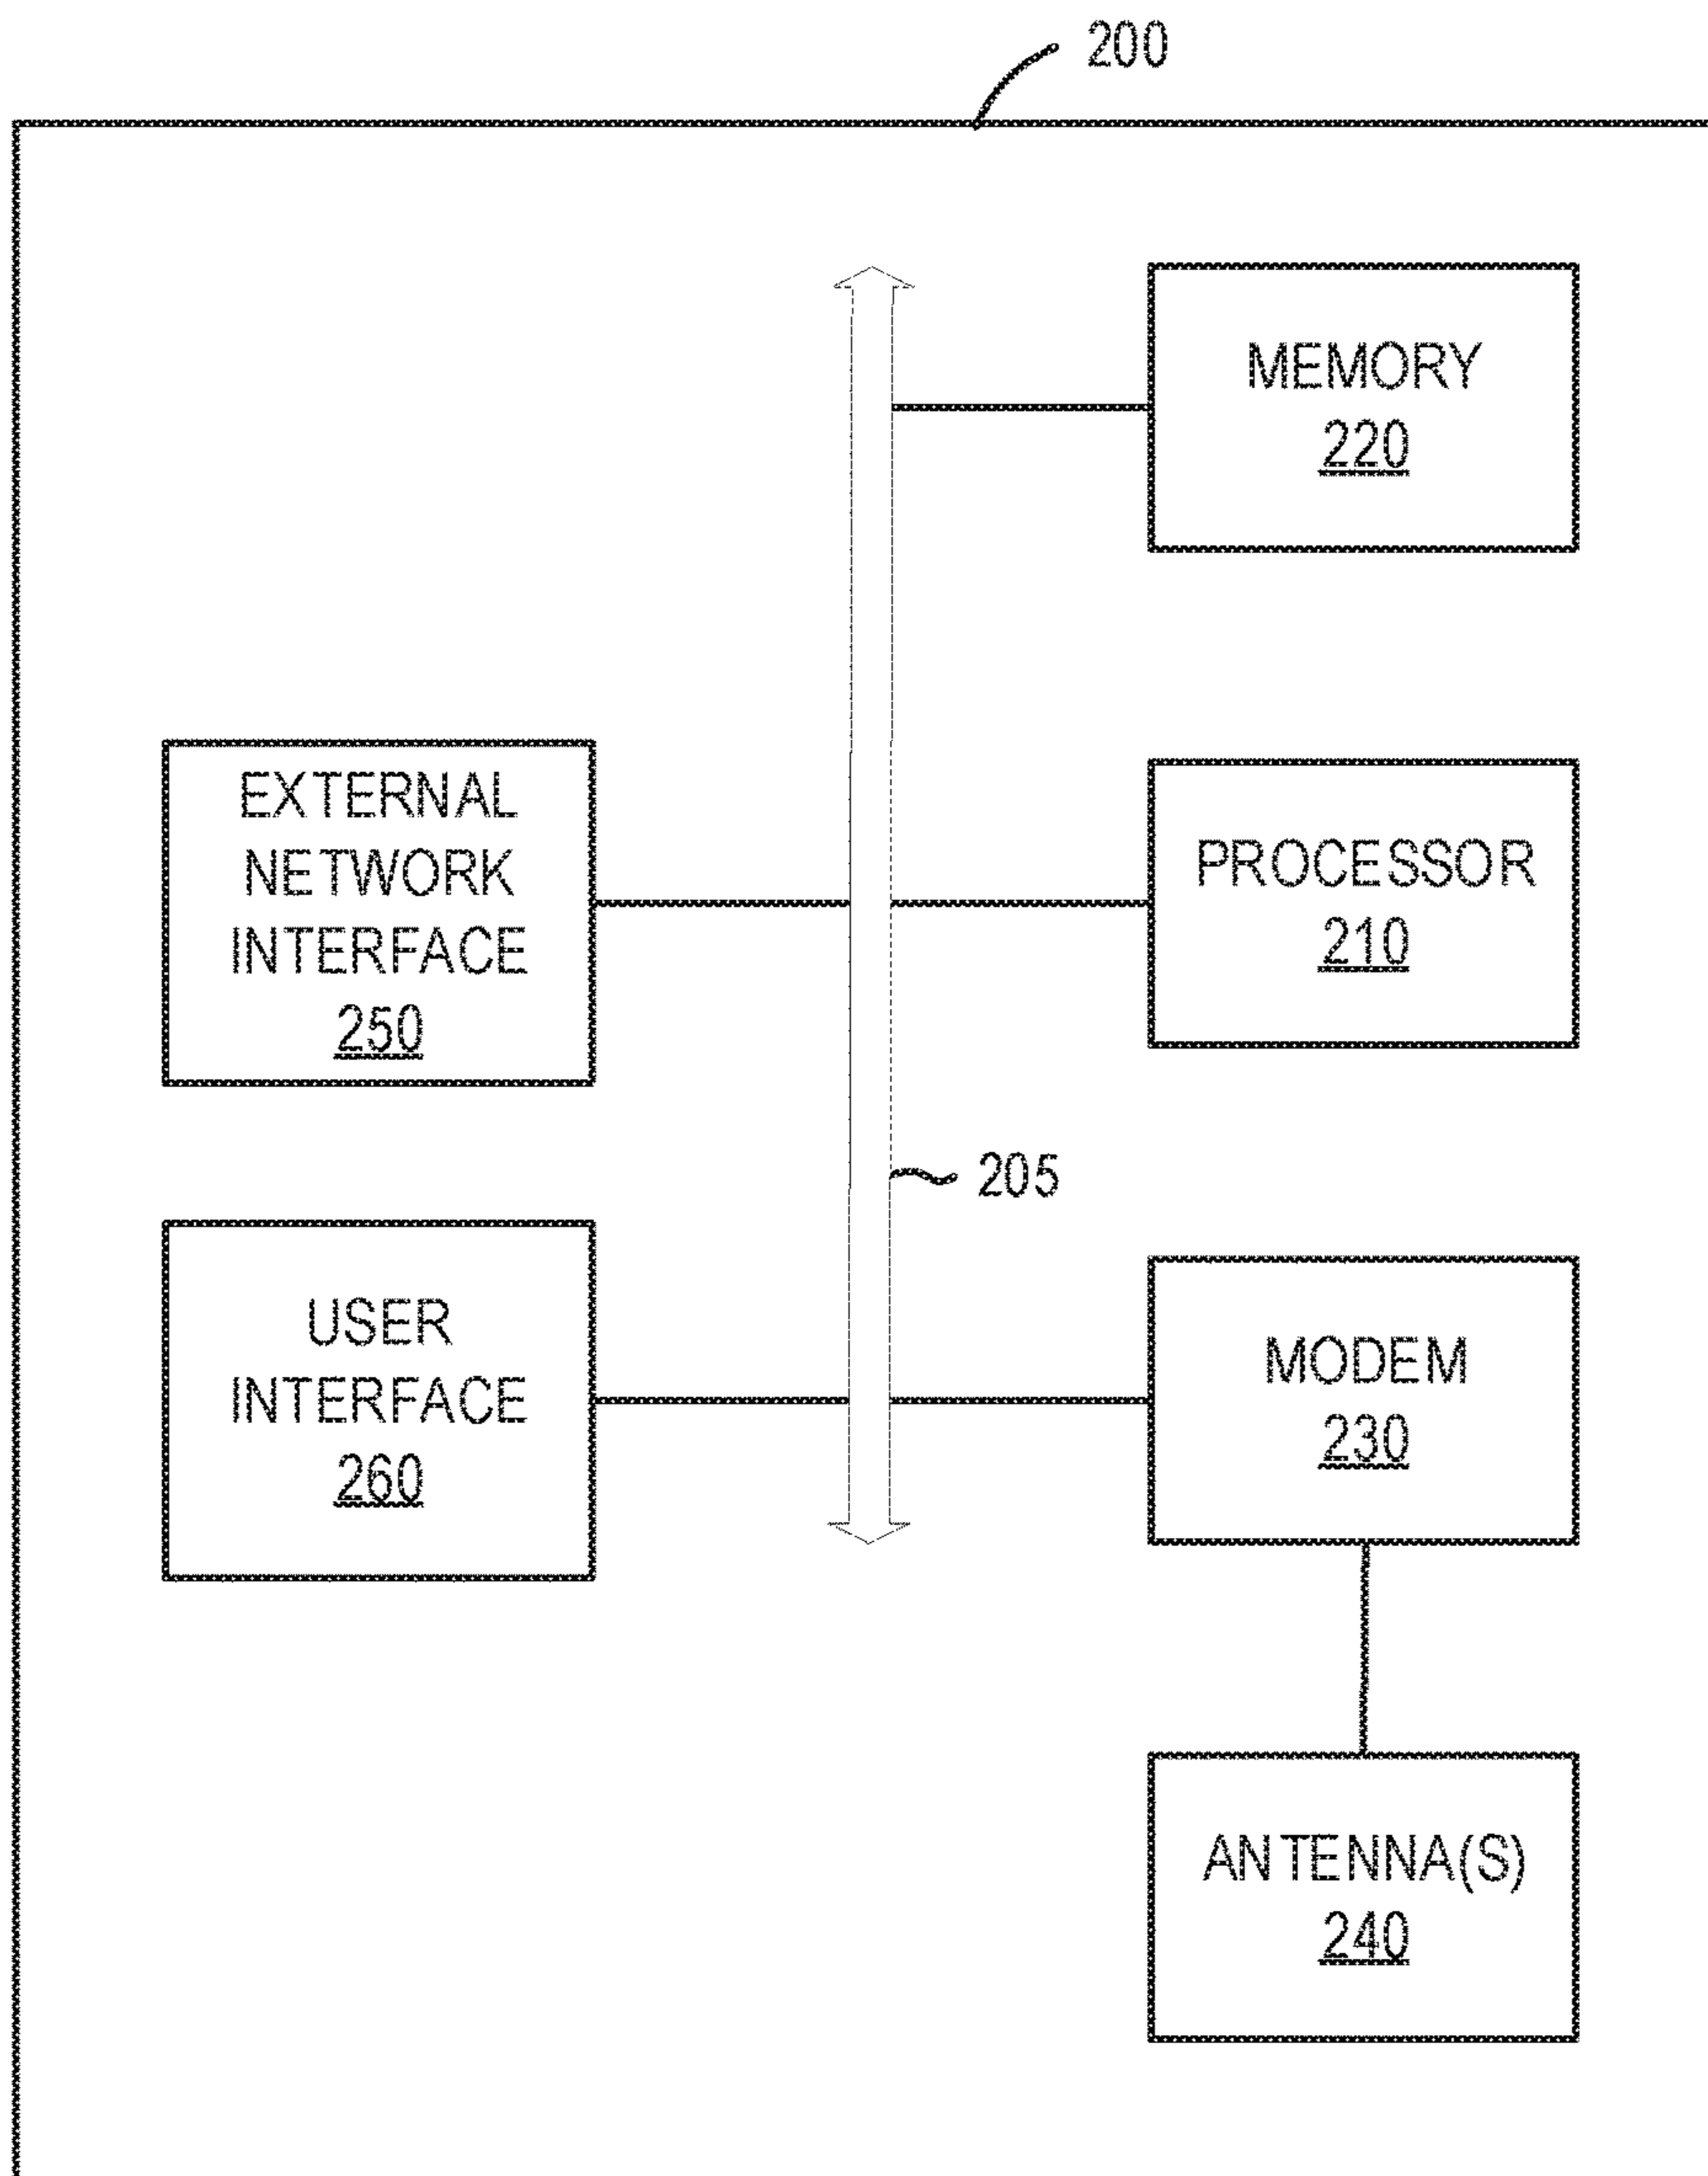 200
MEMORY
220
EXTERNAL
NETWORK
INTERFACE
250
PROCESSOR
210
205
USER
INTERFACE
260
MODEM
230
ANTENNA(S)
240